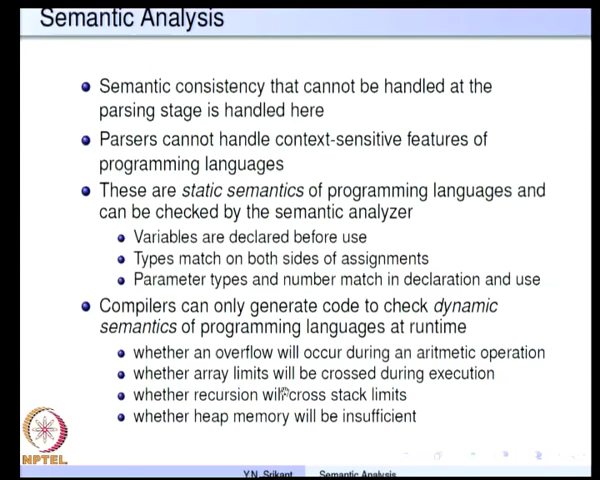 Semantic Analysis
Semantic consistency that cannot be handled at the
parsing stage is handled here
Parsers cannot handle context-sensitive features of
programming languages
These are static semantics of programming languages and
can be checked by the semantic analyzer
Variables are declared before use
Types match on both sides of assignments
Parameter types and number match in declaration and use
Compilers can only generate code to check dynamic
semantics of programming languages at runtime
whether an overflow will occur during an aritmetic operation
whether array limits will be crossed during execution
whether recursion will cross stack limits
whether heap memory will be insufficient
NPTEL
Y.N. Srikant Semantic Analysis